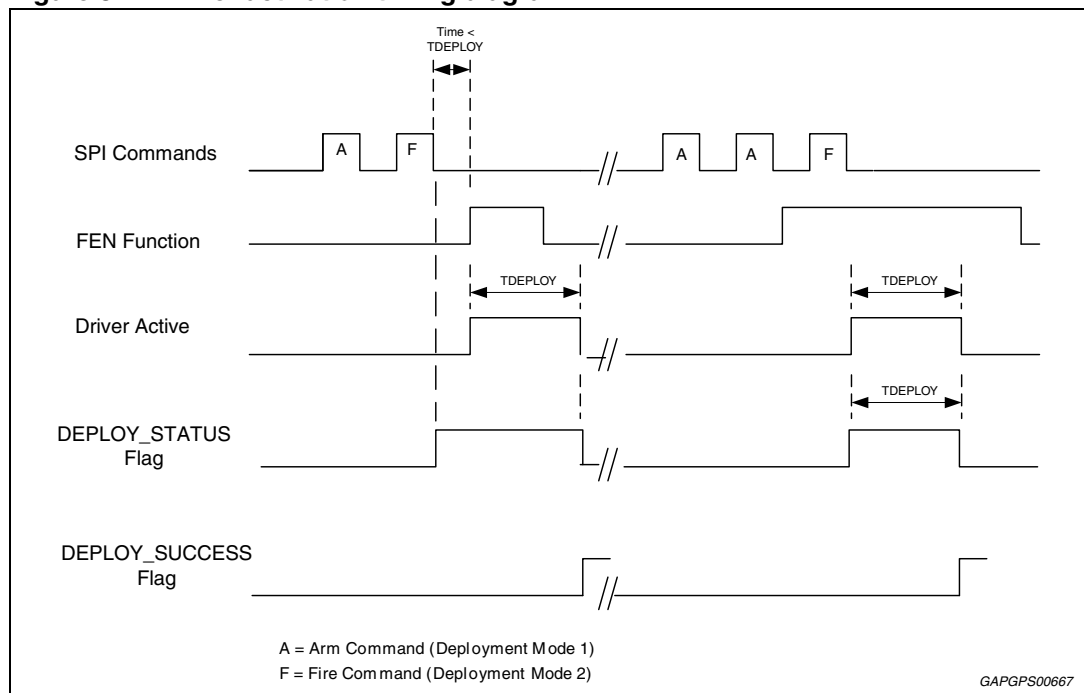 Time <
TDEPLOY
SPI Commands
A
F
A
A
F
FEN Function
TDEPLOY
TDEPLOY
Driver Active
TDEPLOY
DEPLOY_STATUS
Flag
DEPLOY_SUCCESS
Flag
A = Arm Command (Deployment Mode 1)
F = Fire Command (Deployment Mode 2)
GAPGPS00667